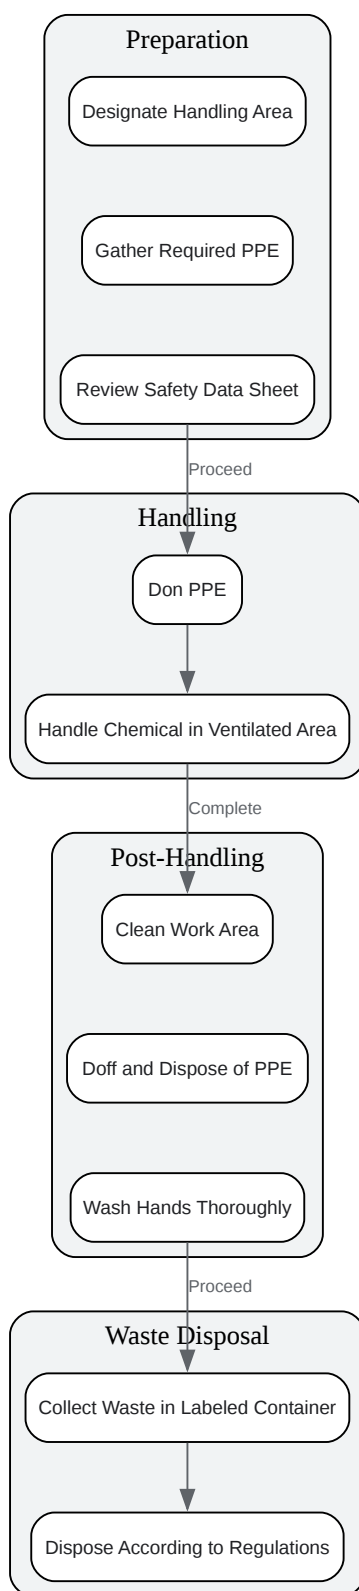 Preparation
Designate Handling Area
Gather Required PPE
Review Safety Data Sheet
Proceed
Handling
Don PPE
Handle Chemical in Ventilated Area
Complete
Post-Handling
Clean Work Area
Doff and Dispose of PPE
Wash Hands Thoroughly
Proceed
Waste Disposal
Collect Waste in Labeled Container
Dispose According to Regulations